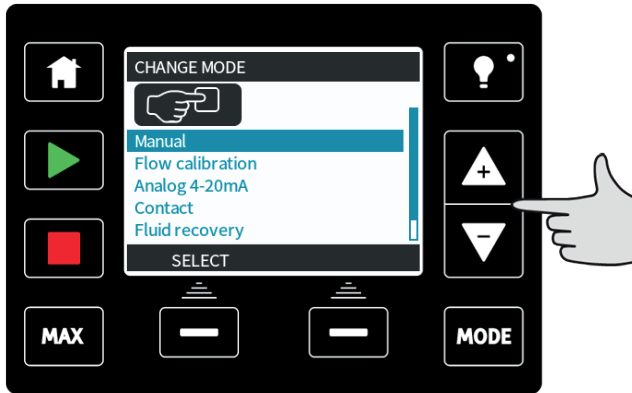 CHANGE MODE
Manual
Flow calibration
Analog 4-20mA
Contact
Fluid recovery
SELECT
MAX
MODE